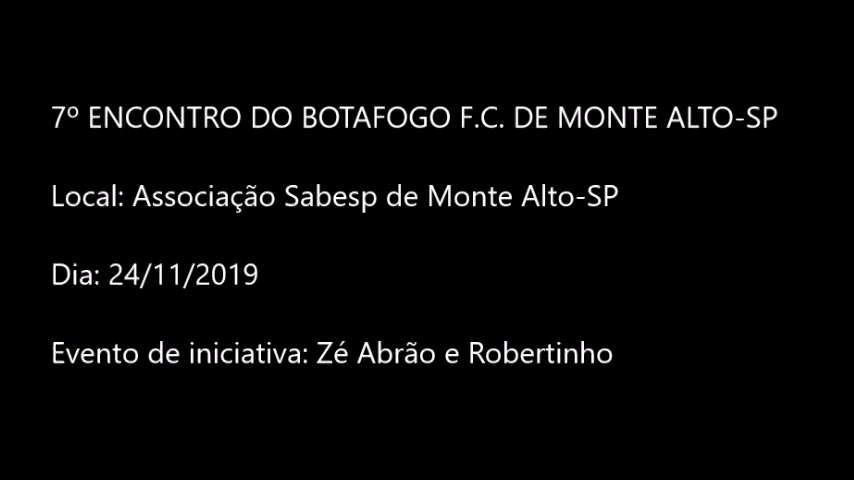 7º ENCONTRO DO BOTAFOGO F.C. DE MONTE ALTO-SP
Local: Associação Sabesp de Monte Alto-SP
Dia: 24/11/2019
Evento de iniciativa: Zé Abrão e Robertinho